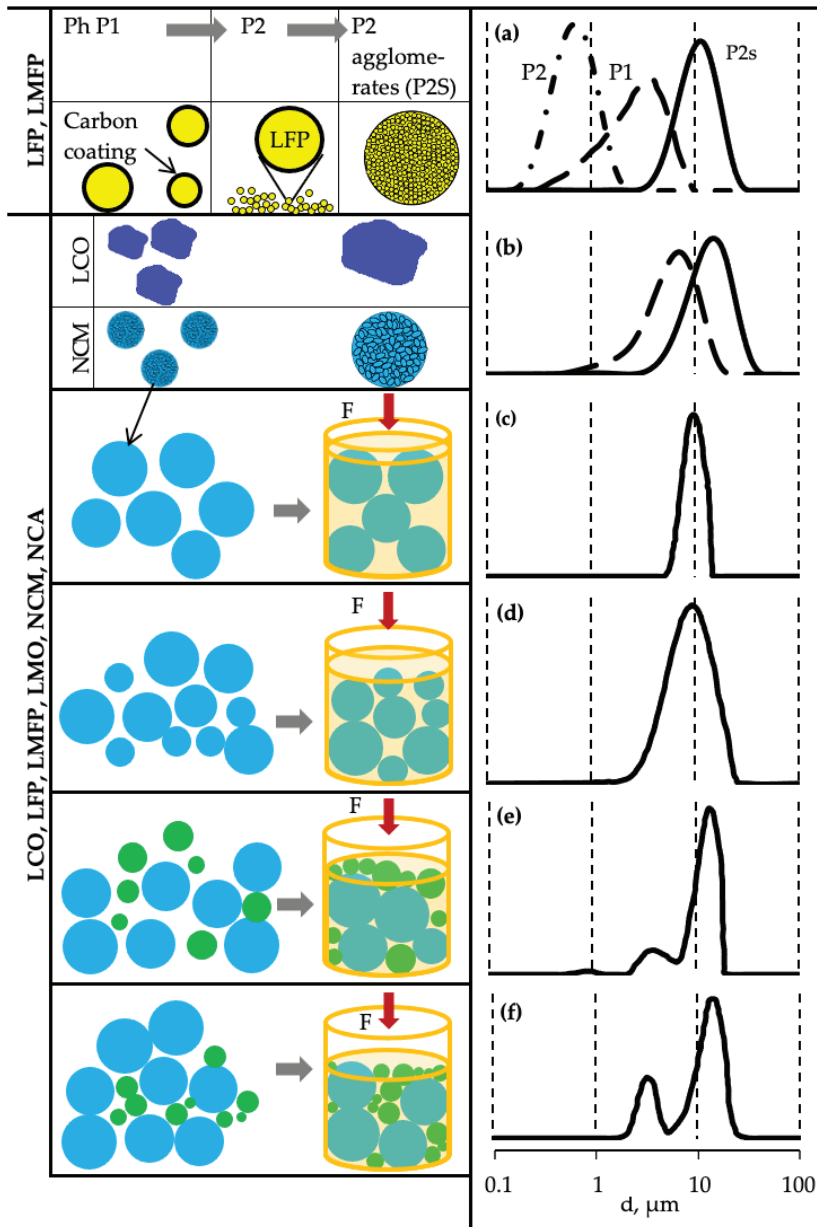 Ph P1
P2
P2
agglome-
rates (P2S)
LFP, LMFP
Carbon
coating
LFP
(a)
P2
P1
P2s
LCO
(b)
NCM
LCO, LFP, LMFP, LMO, NCM, NCA
F
(c)
F
(d)
F
(e)
F
(f)
0.1
1
10
100
d, μm